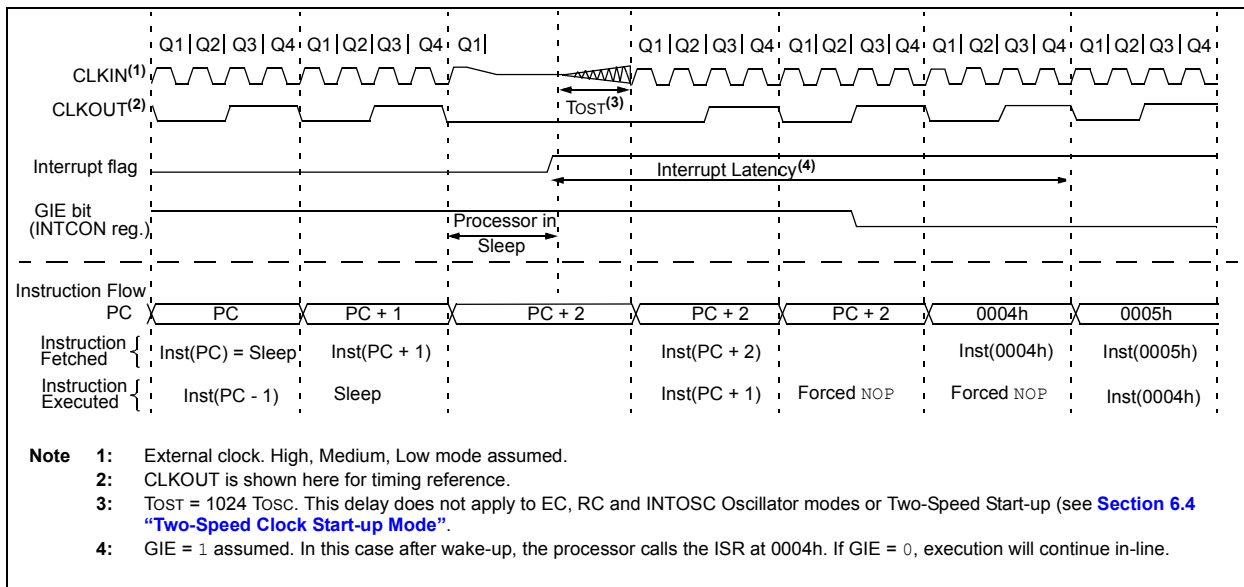 Q1 | Q2 | Q3 | Q4 Q1 | Q2 | Q3 | Q4 Q1 | Q1 | Q2 | Q3 | Q4 Q1 | Q2 | Q3 | Q4 Q1 | Q2 | Q3 | Q4 Q1 | Q2 | Q3 | Q4
CLKIN(1)
CLKOUT(2)
TOST(3)
Interrupt flag
Interrupt Latency(4)
GIE bit
(INTCON reg.)
Processor in
Sleep
Instruction Flow
PC PC PC + 1 PC + 2 PC + 2 PC + 2 0004h 0005h
Instruction
Fetched
Inst(PC) = Sleep Inst(PC + 1) Inst(PC + 2) Inst(0004h) Inst(0005h)
Instruction
Executed
Inst(PC - 1) Sleep Inst(PC + 1) Forced NOP Forced NOP Inst(0004h)
Note 1: External clock. High, Medium, Low mode assumed.
2: CLKOUT is shown here for timing reference.
3: TOST = 1024 TOSC. This delay does not apply to EC, RC and INTOSC Oscillator modes or Two-Speed Start-up (see Section 6.4
“Two-Speed Clock Start-up Mode”.
4: GIE = 1 assumed. In this case after wake-up, the processor calls the ISR at 0004h. If GIE = 0, execution will continue in-line.